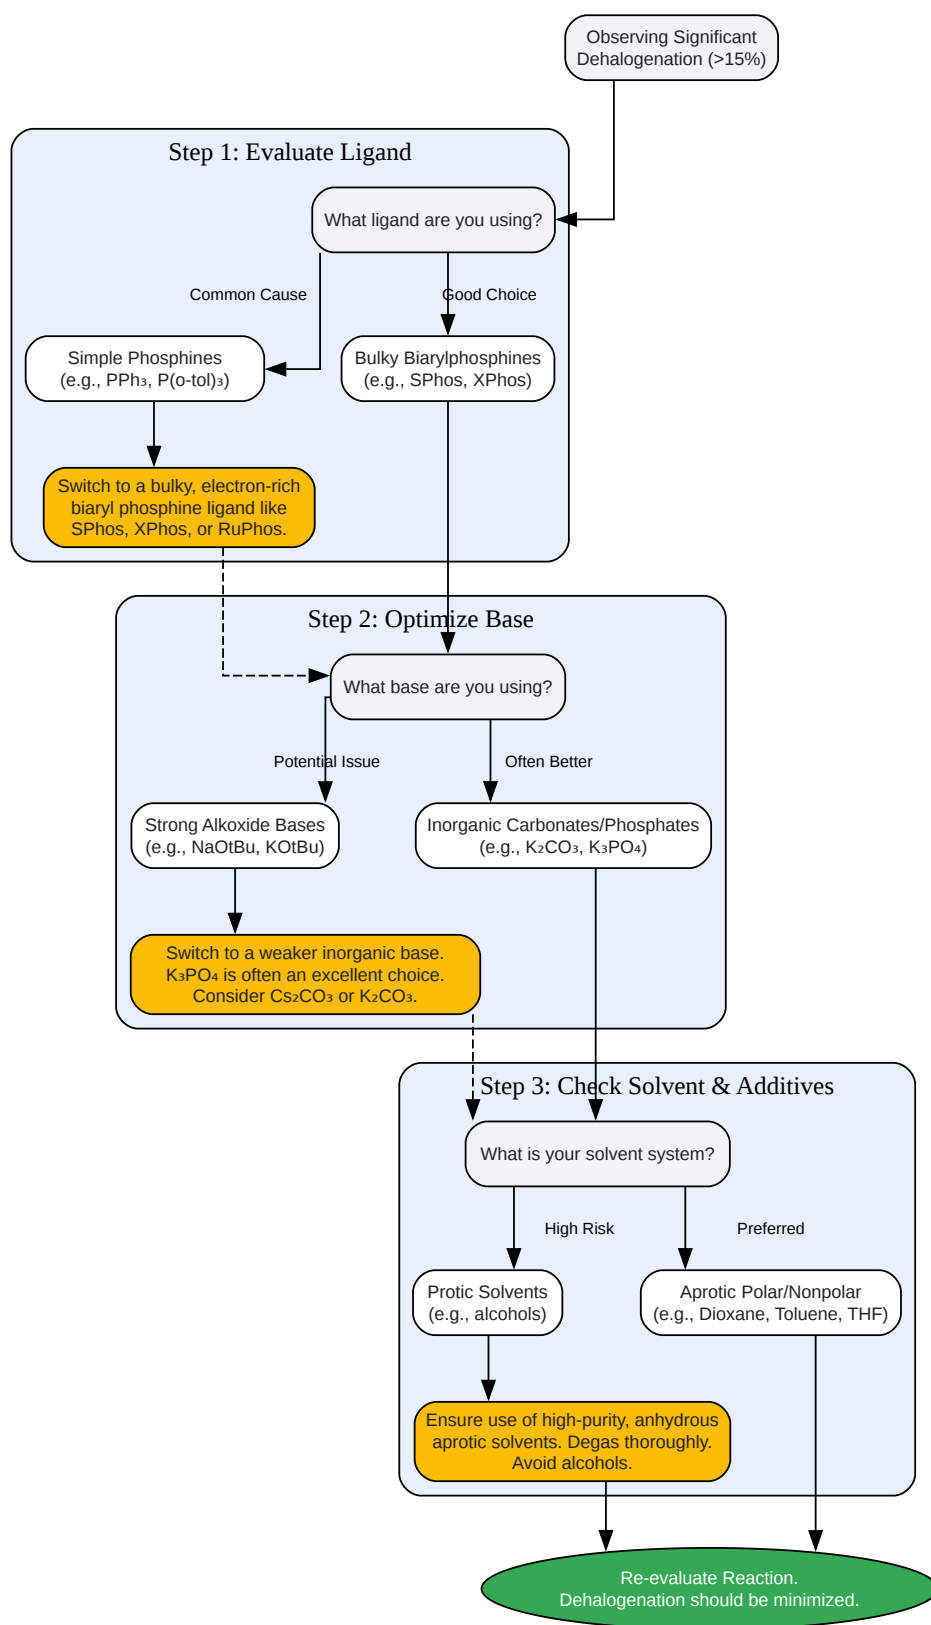 Observing Significant
Dehalogenation (>15%)
Step 1: Evaluate Ligand
What ligand are you using?
Common Cause
Good Choice
Simple Phosphines
(e.g., PPh₃, P(o-tol)₃)
Bulky Biarylphosphines
(e.g., SPhos, XPhos)
Switch to a bulky, electron-rich
biaryl phosphine ligand like
SPhos, XPhos, or RuPhos.
Step 2: Optimize Base
What base are you using?
Potential Issue
Often Better
Strong Alkoxide Bases
(e.g., NaOtBu, KOtBu)
Inorganic Carbonates/Phosphates
(e.g., K₂CO₃, K₃PO₄)
Switch to a weaker inorganic base.
K₃PO₄ is often an excellent choice.
Consider Cs₂CO₃ or K₂CO₃.
Step 3: Check Solvent & Additives
What is your solvent system?
High Risk
Preferred
Protic Solvents
(e.g., alcohols)
Aprotic Polar/Nonpolar
(e.g., Dioxane, Toluene, THF)
Ensure use of high-purity, anhydrous
aprotic solvents. Degas thoroughly.
Avoid alcohols.
Re-evaluate Reaction.
Dehalogenation should be minimized.